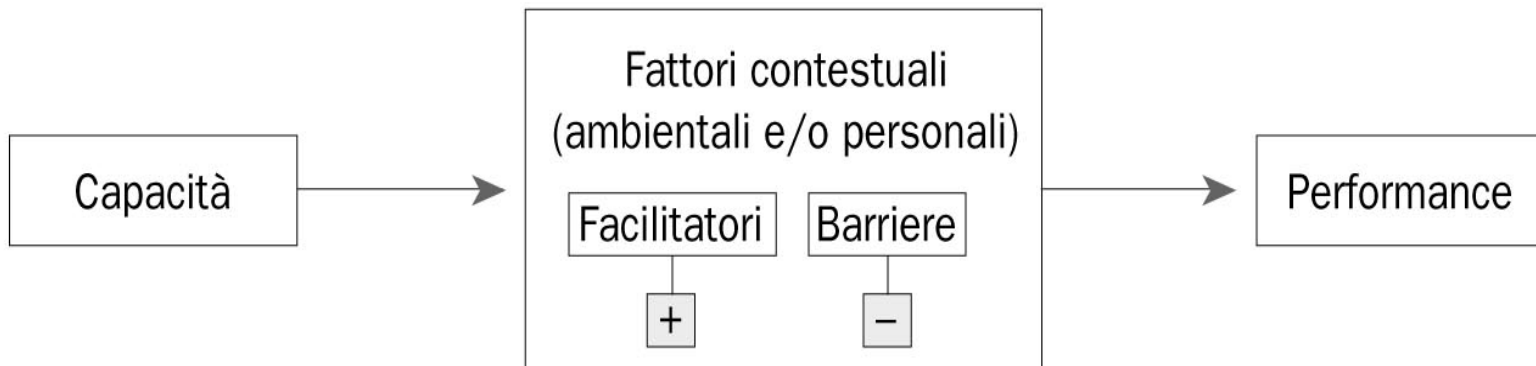 Capacità
Fattori contestuali
(ambientali e/o personali)
Facilitatori
Barriere
+
−
Performance